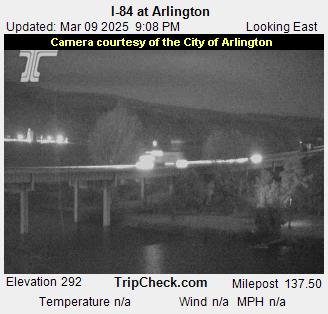 I-84 at Arlington
Updated: Mar 09 2025 9:08 PM Looking East
Camera courtesy of the City of Arlington
Elevation 292 TripCheck.com Milepost 137.50
Temperature n/a Wind n/a MPH n/a